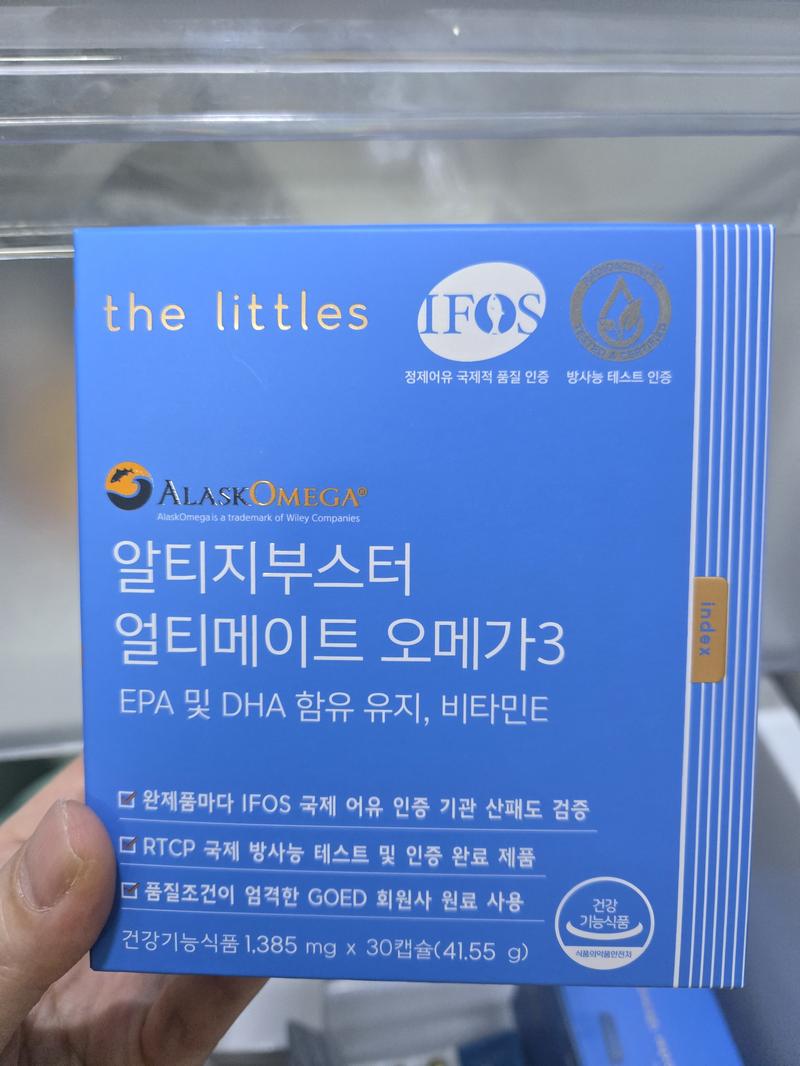 the littles
IFOS
정제어유 국제적 품질 인증
방사능 테스트 인증
ALASKOMEGA®
AlaskOmega is a trademark of Wiley Companies
알티지부스터
얼티메이트 오메가3
EPA 및 DHA 함유 유지, 비타민E
index
완제품마다 IFOS 국제 어유 인증 기관 산패도 검증
RTCP 국제 방사능 테스트 및 인증 완료 제품
품질조건이 엄격한 GOED 회원사 원료 사용
건강기능식품 1,385 mg x 30캡슐(41.55 g)
건강
기능식품
식품의약품안전처